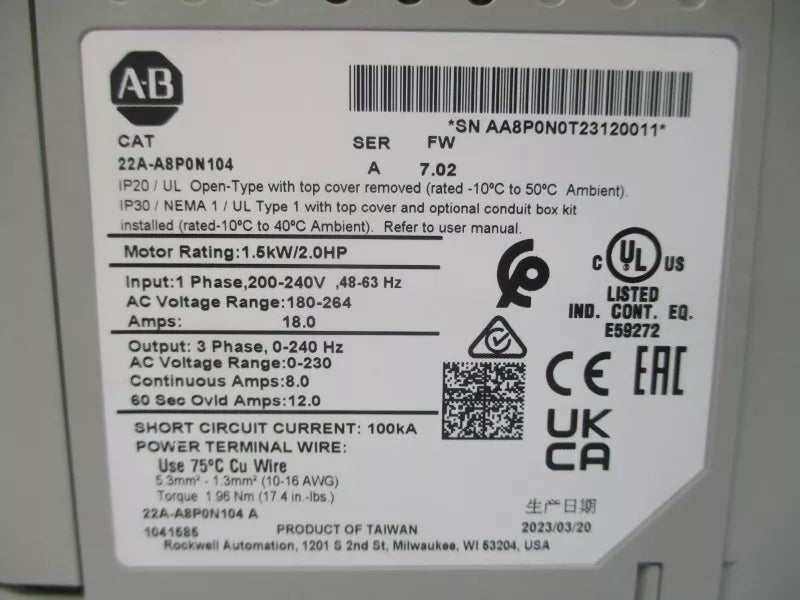 A-B
*SN AA8P0N0T23120011*
CAT SER FW
22A-A8P0N104 A 7.02
IP20 / UL Open-Type with top cover removed (rated -10ºC to 50ºC Ambient).
IP30 / NEMA 1 / UL Type 1 with top cover and optional conduit box kit
installed (rated-10ºC to 40ºC Ambient). Refer to user manual.
Motor Rating:1.5kW/2.0HP
Input:1 Phase,200-240V ,48-63 Hz
AC Voltage Range:180-264
Amps: 18.0
Output: 3 Phase, 0-240 Hz
AC Voltage Range:0-230
Continuous Amps:8.0
60 Sec Ovld Amps:12.0
C UL US
LISTED
IND. CONT. EQ.
E59272
CE EAC
UK
CA
SHORT CIRCUIT CURRENT: 100kA
POWER TERMINAL WIRE:
Use 75ºC Cu Wire
5.3mm² - 1.3mm² (10-16 AWG)
Torque 1.96 Nm (17.4 in.-lbs.)
22A-A8P0N104 A
生产日期
1041585 PRODUCT OF TAIWAN 2023/03/20
Rockwell Automation, 1201 S 2nd St, Milwaukee, WI 53204, USA